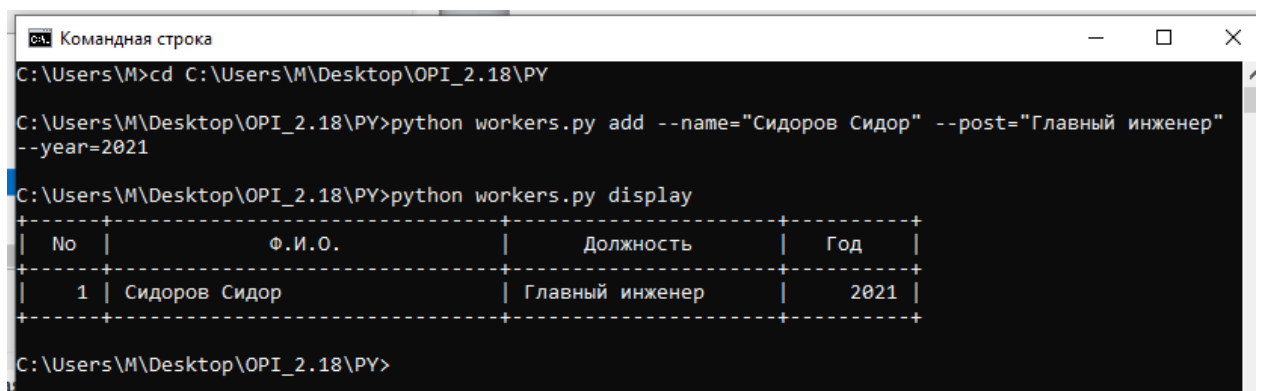 Командная строка
C:\Users\M>cd C:\Users\M\Desktop\OPI_2.18\PY
C:\Users\M\Desktop\OPI_2.18\PY>python workers.py add --name="Сидоров Сидор" --post="Главный инженер"
--year=2021
C:\Users\M\Desktop\OPI_2.18\PY>python workers.py display
+------+--------------------------------+----------------------+----------+
| No | Ф.И.О. | Должность | Год |
+------+--------------------------------+----------------------+----------+
| 1 | Сидоров Сидор | Главный инженер | 2021 |
+------+--------------------------------+----------------------+----------+
C:\Users\M\Desktop\OPI_2.18\PY>